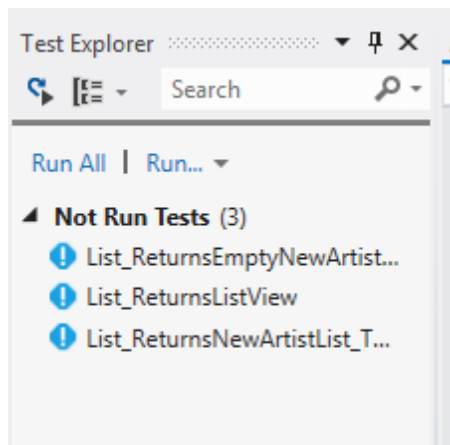 Test Explorer
Search
Run All | Run...
Not Run Tests (3)
List_ReturnsEmptyNewArtist...
List_ReturnsListView
List_ReturnsNewArtistList_T...